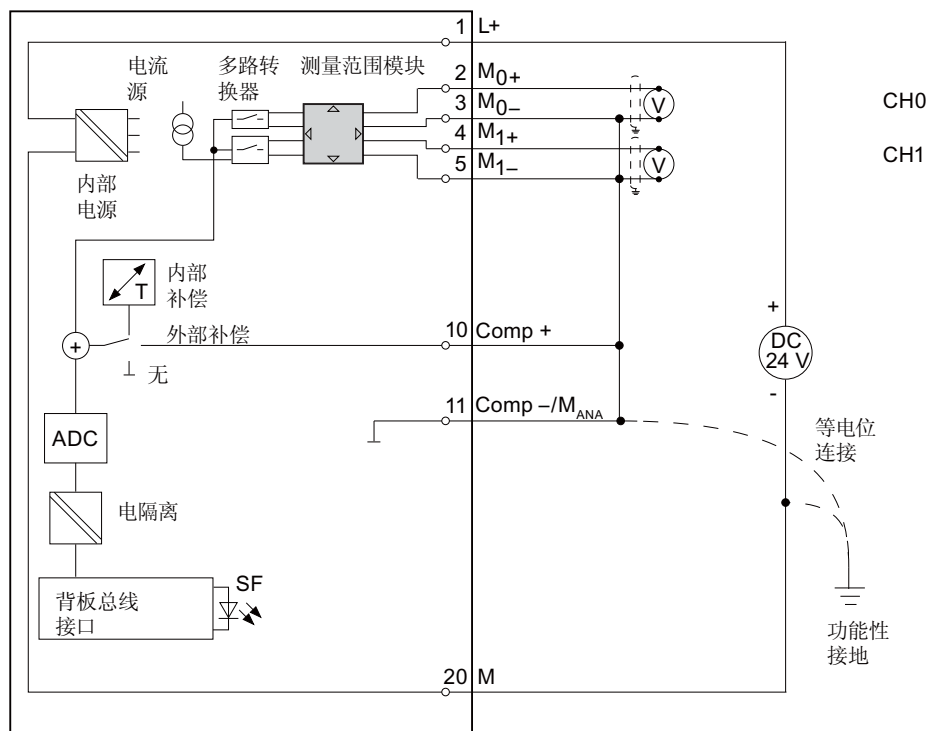 1 L+
电流源
多路转换器
测量范围模块
2 M0+
3 M0–
4 M1+
5 M1–
V
V
CH0
CH1
内部电源
T
内部补偿
+
外部补偿
无
10 Comp +
11 Comp –/MANA
+
DC 24 V
-
等电位连接
ADC
电隔离
SF
背板总线接口
功能性接地
20 M